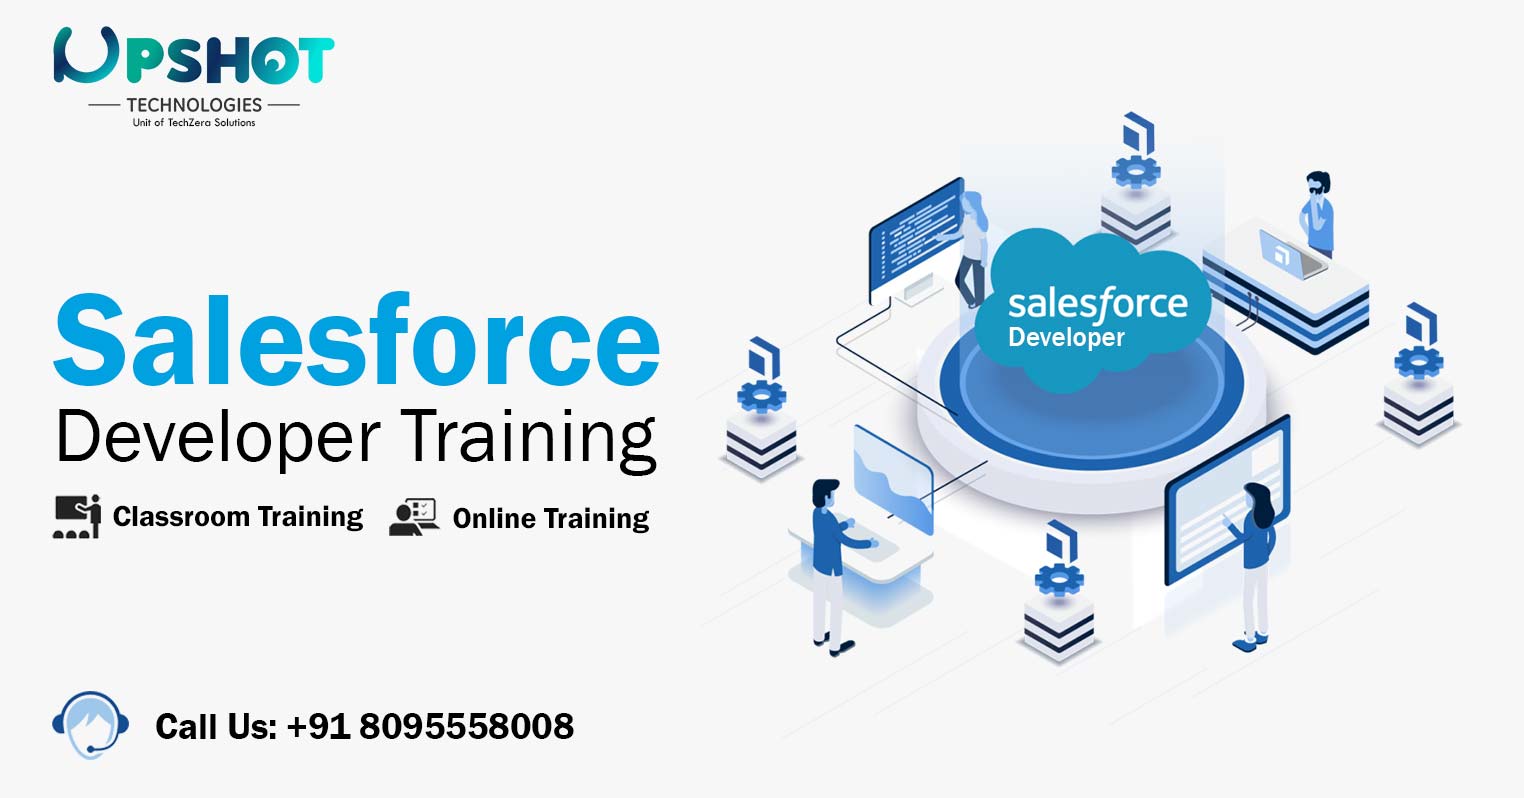 UPSHOT
TECHNOLOGIES
Unit of TechZera Solutions
Salesforce
Developer Training
Classroom Training
Online Training
salesforce
Developer
Call Us: +91 8095558008